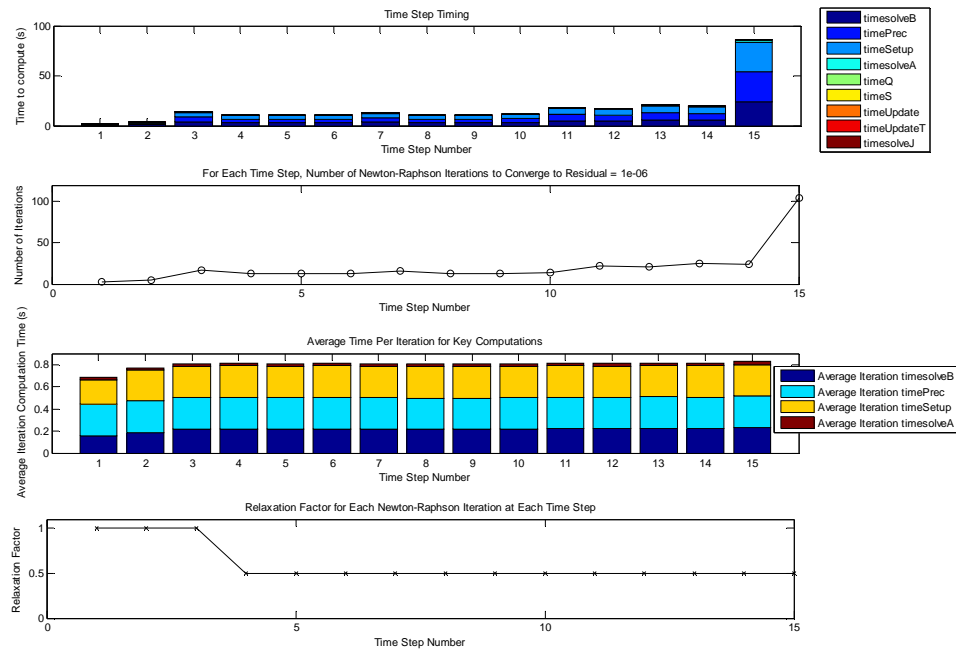 Time Step Timing
Time to compute (s)
100
50
0
1 2 3 4 5 6 7 8 9 10 11 12 13 14 15
Time Step Number
timesolveB
timePrec
timeSetup
timesolveA
timeQ
timeS
timeUpdate
timeUpdateT
timesolveJ
For Each Time Step, Number of Newton-Raphson Iterations to Converge to Residual = 1e-06
Number of Iterations
100
50
0
0 5 10 15
Time Step Number
Average Time Per Iteration for Key Computations
Average Iteration Computation Time (s)
0.8
0.6
0.4
0.2
0
1 2 3 4 5 6 7 8 9 10 11 12 13 14 15
Time Step Number
Average Iteration timesolveB
Average Iteration timePrec
Average Iteration timeSetup
Average Iteration timesolveA
Relaxation Factor for Each Newton-Raphson Iteration at Each Time Step
Relaxation Factor
1
0.5
0
0 5 10 15
Time Step Number